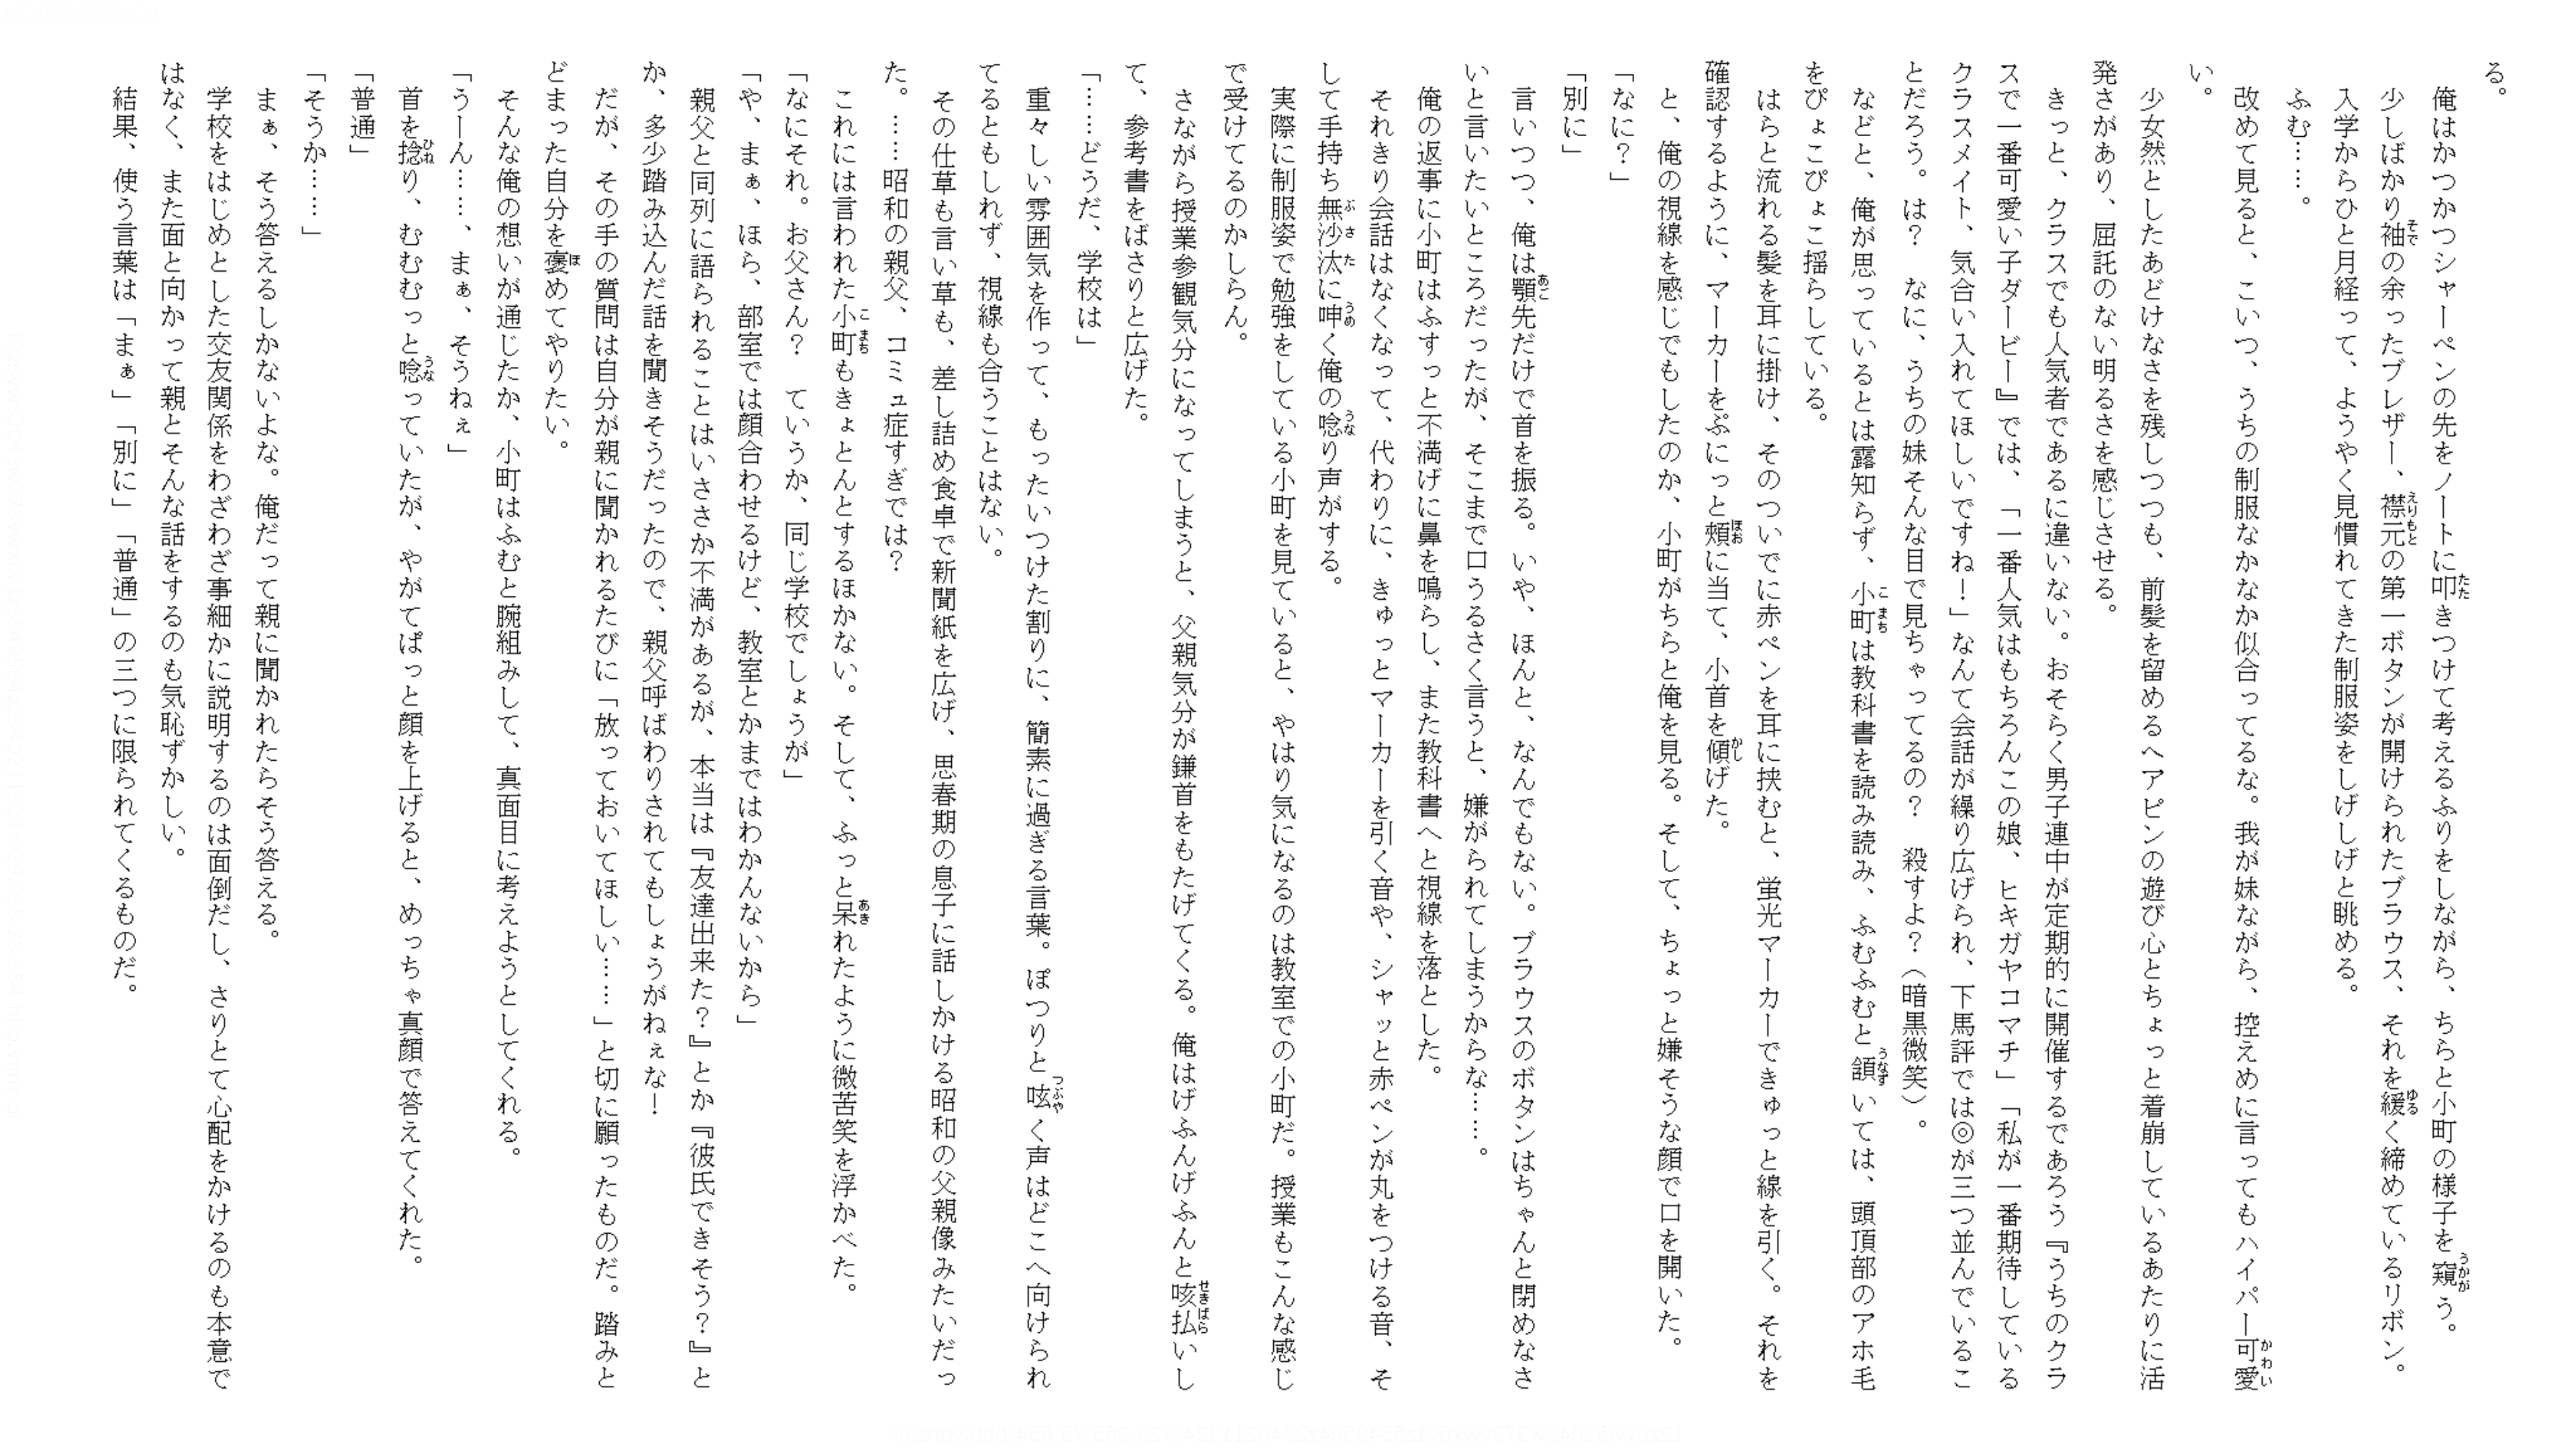 る。
　俺はかつかつシャーペンの先をノートに叩きつけて考えるふりをしながら、ちらと小町の様子を窺う。
　少しばかり袖の余ったブレザー、襟元の第一ボタンが開けられたブラウス、それを緩く締めているリボン。
　入学からひと月経って、ようやく見慣れてきた制服姿をしげしげと眺める。
　ふむ……。
　改めて見ると、こいつ、うちの制服なかなか似合ってるな。我が妹ながら、控えめに言ってもハイパー可愛
い。
　少女然としたあどけなさを残しつつも、前髪を留めるヘアピンの遊び心とちょっと着崩しているあたりに活
発さがあり、屈託のない明るさを感じさせる。
　きっと、クラスでも人気者であるに違いない。おそらく男子連中が定期的に開催するであろう『うちのクラ
スで一番可愛い子ダービー』では、「一番人気はもちろんこの娘、ヒキガヤコマチ」「私が一番期待している
クラスメイト、気合い入れてほしいですね！」なんて会話が繰り広げられ、下馬評では◎が三つ並んでいるこ
とだろう。は？　なに、うちの妹そんな目で見ちゃってるの？　殺すよ？（暗黒微笑）。
　などと、俺が思っているとは露知らず、小町は教科書を読み読み、ふむふむと頷いては、頭頂部のアホ毛
をぴょこぴょこ揺らしている。
　はらと流れる髪を耳に掛け、そのついでに赤ペンを耳に挟むと、蛍光マーカーできゅっと線を引く。それを
確認するように、マーカーをぷにっと頬に当て、小首を傾げた。
　と、俺の視線を感じでもしたのか、小町がちらと俺を見る。そして、ちょっと嫌そうな顔で口を開いた。
「なに？」
「別に」
　言いつつ、俺は顎先だけで首を振る。いや、ほんと、なんでもない。ブラウスのボタンはちゃんと閉めなさ
いと言いたいところだったが、そこまで口うるさく言うと、嫌がられてしまうからな……。
　俺の返事に小町はふすっと不満げに鼻を鳴らし、また教科書へと視線を落とした。
　それきり会話はなくなって、代わりに、きゅっとマーカーを引く音や、シャッと赤ペンが丸をつける音、そ
して手持ち無沙汰に呻く俺の唸り声がする。
　実際に制服姿で勉強をしている小町を見ていると、やはり気になるのは教室での小町だ。授業もこんな感じ
で受けてるのかしらん。
　さながら授業参観気分になってしまうと、父親気分が鎌首をもたげてくる。俺はげふんげふんと咳払いし
て、参考書をばさりと広げた。
「……どうだ、学校は」
　重々しい雰囲気を作って、もったいつけた割りに、簡素に過ぎる言葉。ぽつりと呟く声はどこへ向けられ
てるともしれず、視線も合うことはない。
　その仕草も言い草も、差し詰め食卓で新聞紙を広げ、思春期の息子に話しかける昭和の父親像みたいだっ
た。……昭和の親父、コミュ症すぎでは？
　これには言われた小町もきょとんとするほかない。そして、ふっと呆れたように微苦笑を浮かべた。
「なにそれ。お父さん？　ていうか、同じ学校でしょうが」
「や、まぁ、ほら、部室では顔合わせるけど、教室とかまではわかんないから」
　親父と同列に語られることはいささか不満があるが、本当は『友達出来た？』とか『彼氏できそう？』と
か、多少踏み込んだ話を聞きそうだったので、親父呼ばわりされてもしょうがねぇな！
　だが、その手の質問は自分が親に聞かれるたびに「放っておいてほしい……」と切に願ったものだ。踏みと
どまった自分を褒めてやりたい。
　そんな俺の想いが通じたか、小町はふむと腕組みして、真面目に考えようとしてくれる。
「うーん……、まぁ、そうねぇ」
　首を捻り、むむむっと唸っていたが、やがてぱっと顔を上げると、めっちゃ真顔で答えてくれた。
「普通」
「そうか……」
　まぁ、そう答えるしかないよな。俺だって親に聞かれたらそう答える。
　学校をはじめとした交友関係をわざわざ事細かに説明するのは面倒だし、さりとて心配をかけるのも本意で
はなく、また面と向かって親とそんな話をするのも気恥ずかしい。
　結果、使う言葉は「まぁ」「別に」「普通」の三つに限られてくるものだ。